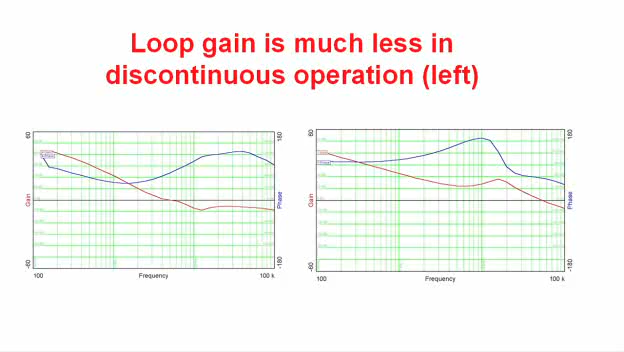 Loop gain is much less in
discontinuous operation (left)
60
180
Gain
Phase
-60
-180
100
Frequency
100 k
60
180
Gain
Phase
-60
-180
100
Frequency
100 k